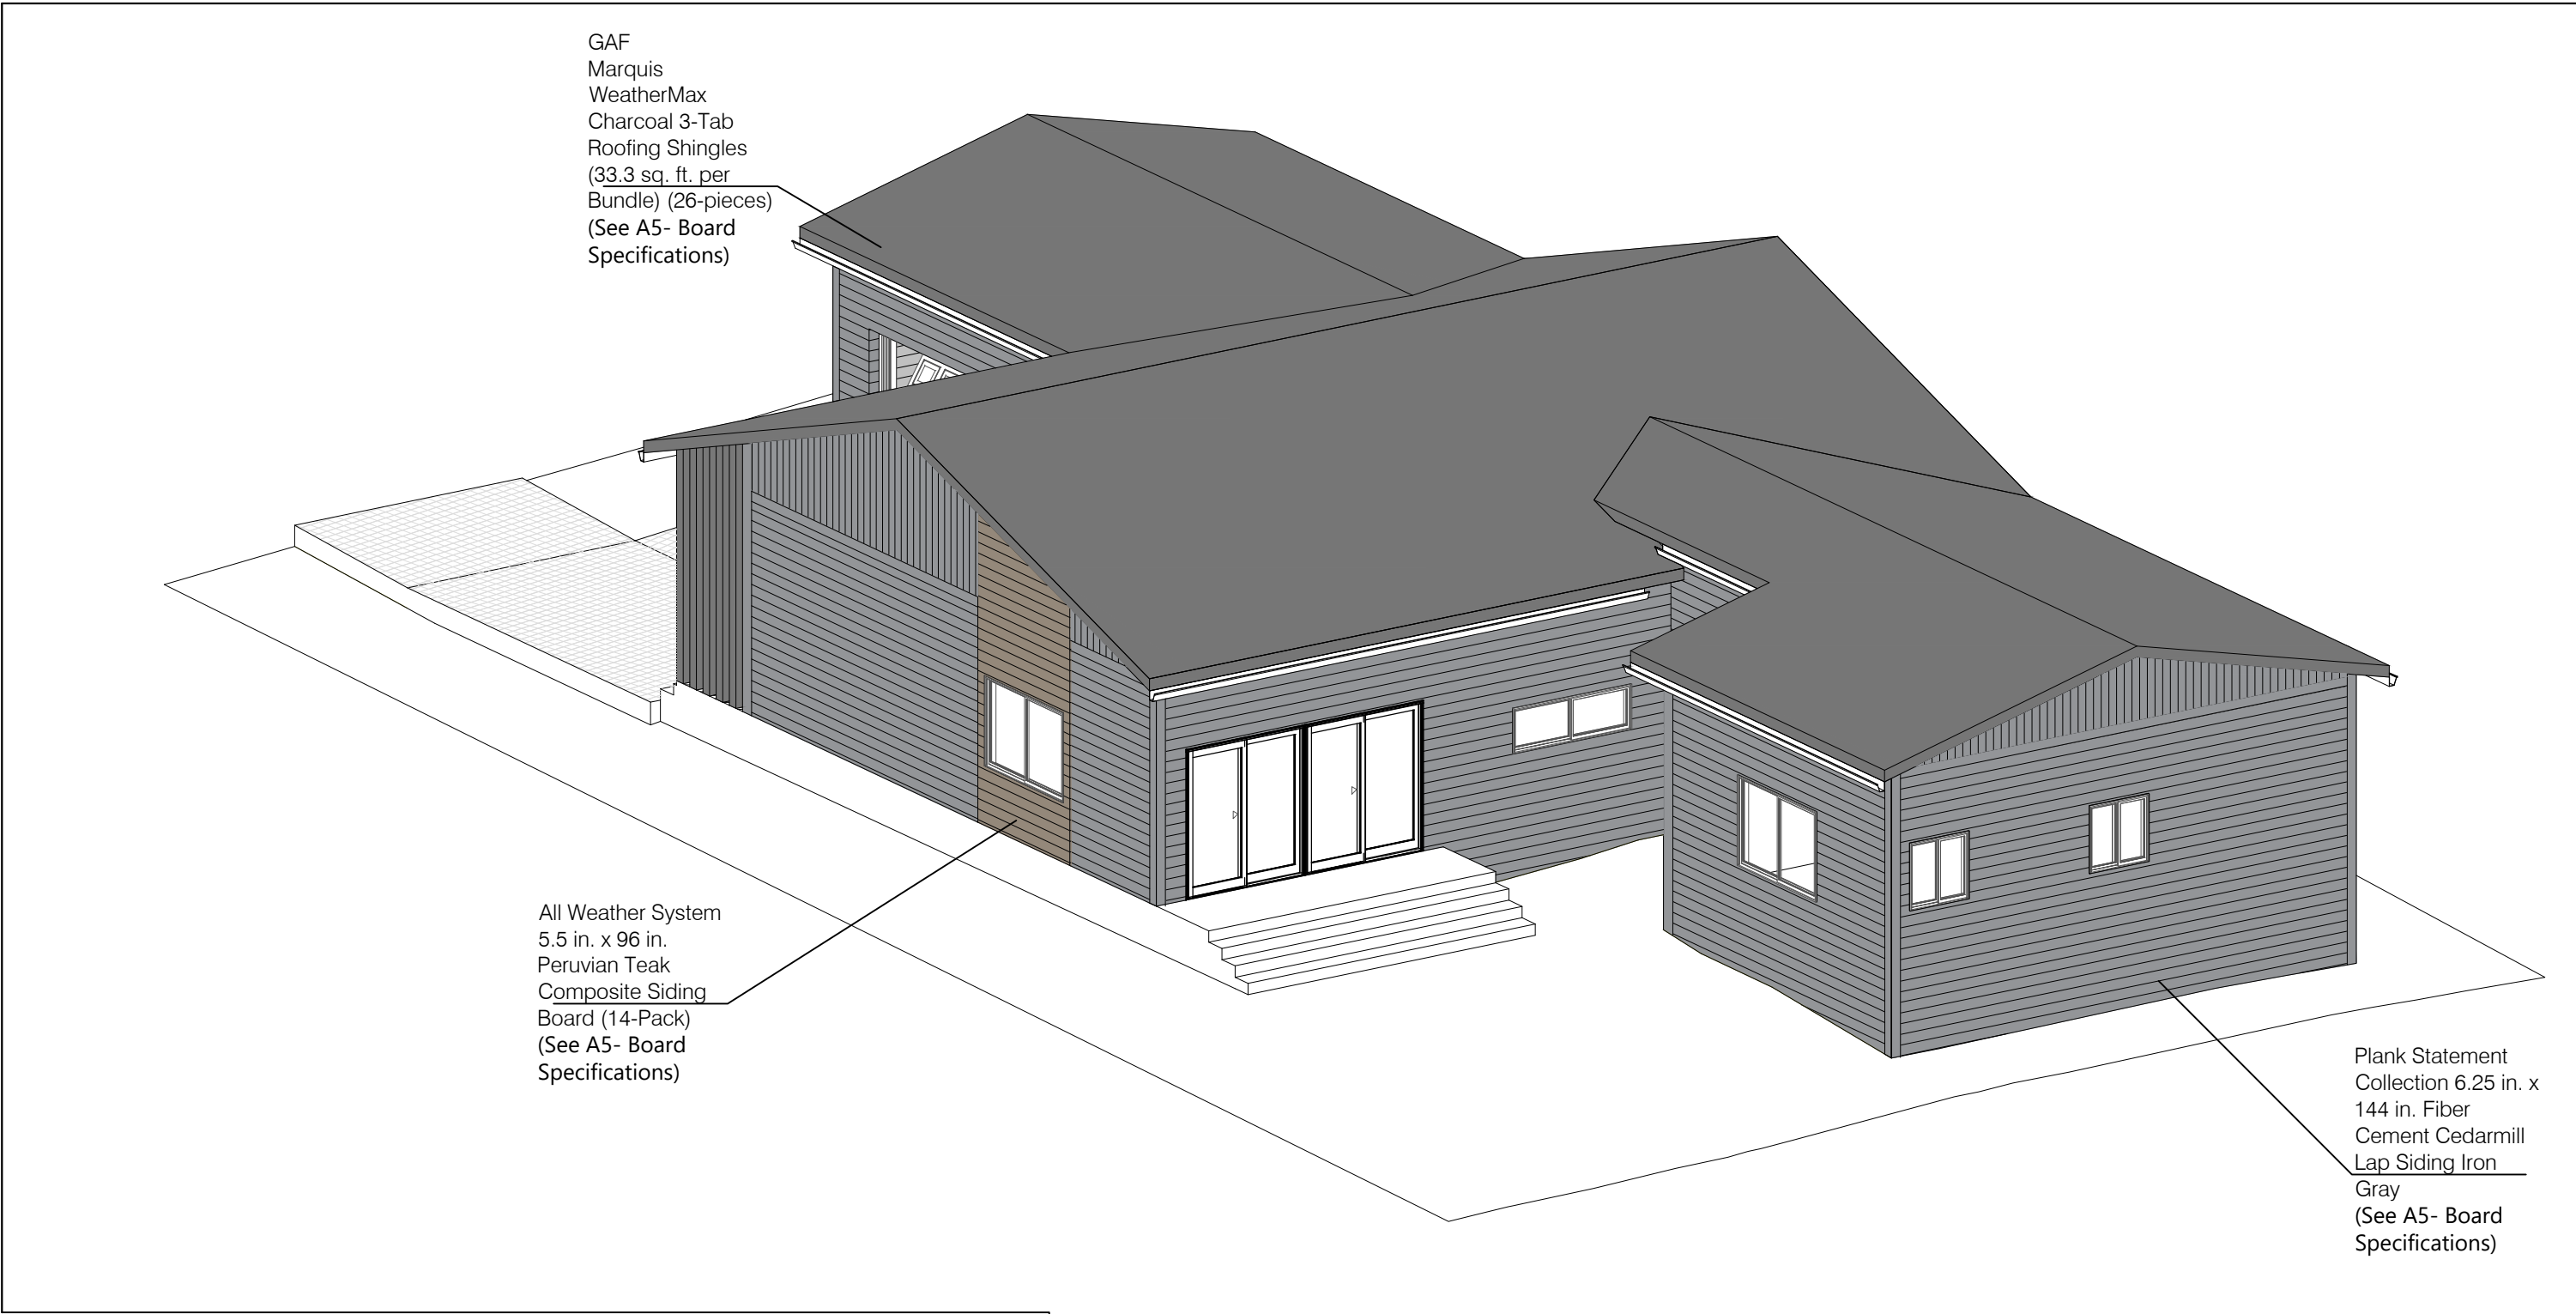 GAF
Marquis
WeatherMax
Charcoal 3-Tab
Roofing Shingles
(33.3 sq. ft. per
Bundle) (26-pieces)
(See A5- Board
Specifications)
All Weather System
5.5 in. x 96 in.
Peruvian Teak
Composite Siding
Board (14-Pack)
(See A5- Board
Specifications)
Plank Statement
Collection 6.25 in. x
144 in. Fiber
Cement Cedarmill
Lap Siding Iron
Gray
(See A5- Board
Specifications)